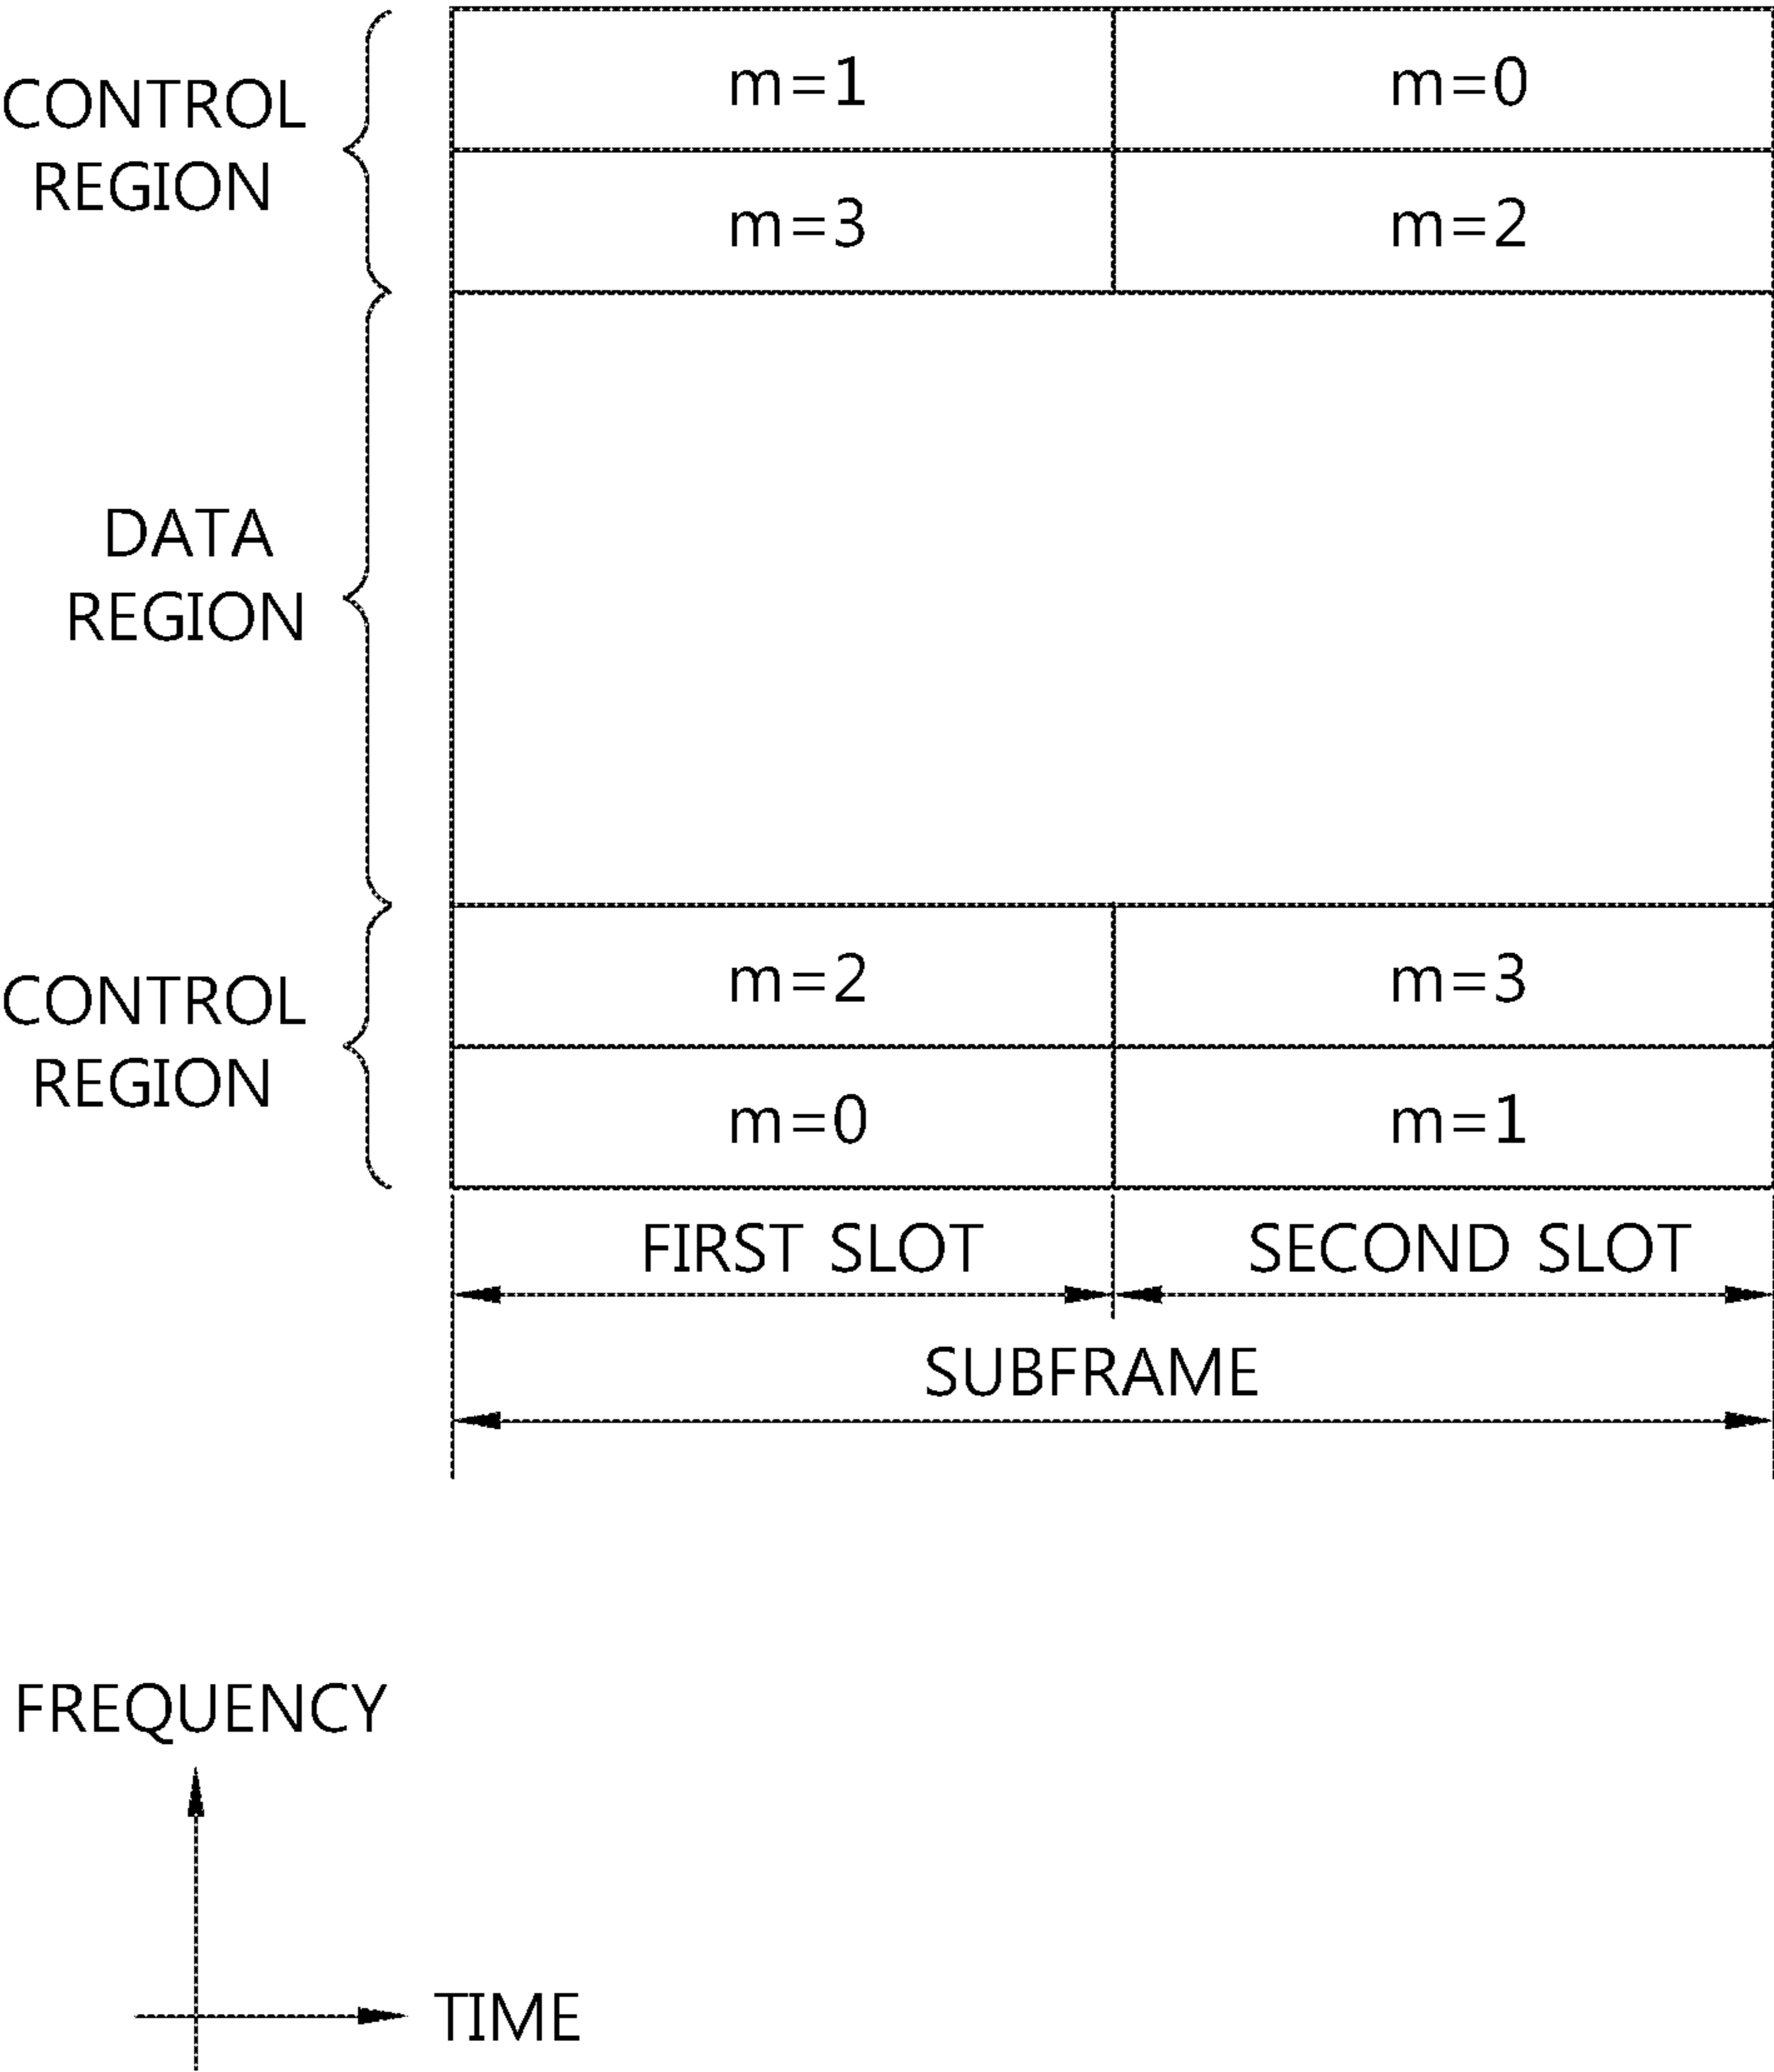 CONTROL
REGION
m=1
m=0
m=3
m=2
DATA
REGION
CONTROL
REGION
m=2
m=3
m=0
m=1
FIRST SLOT
SECOND SLOT
SUBFRAME
FREQUENCY
TIME